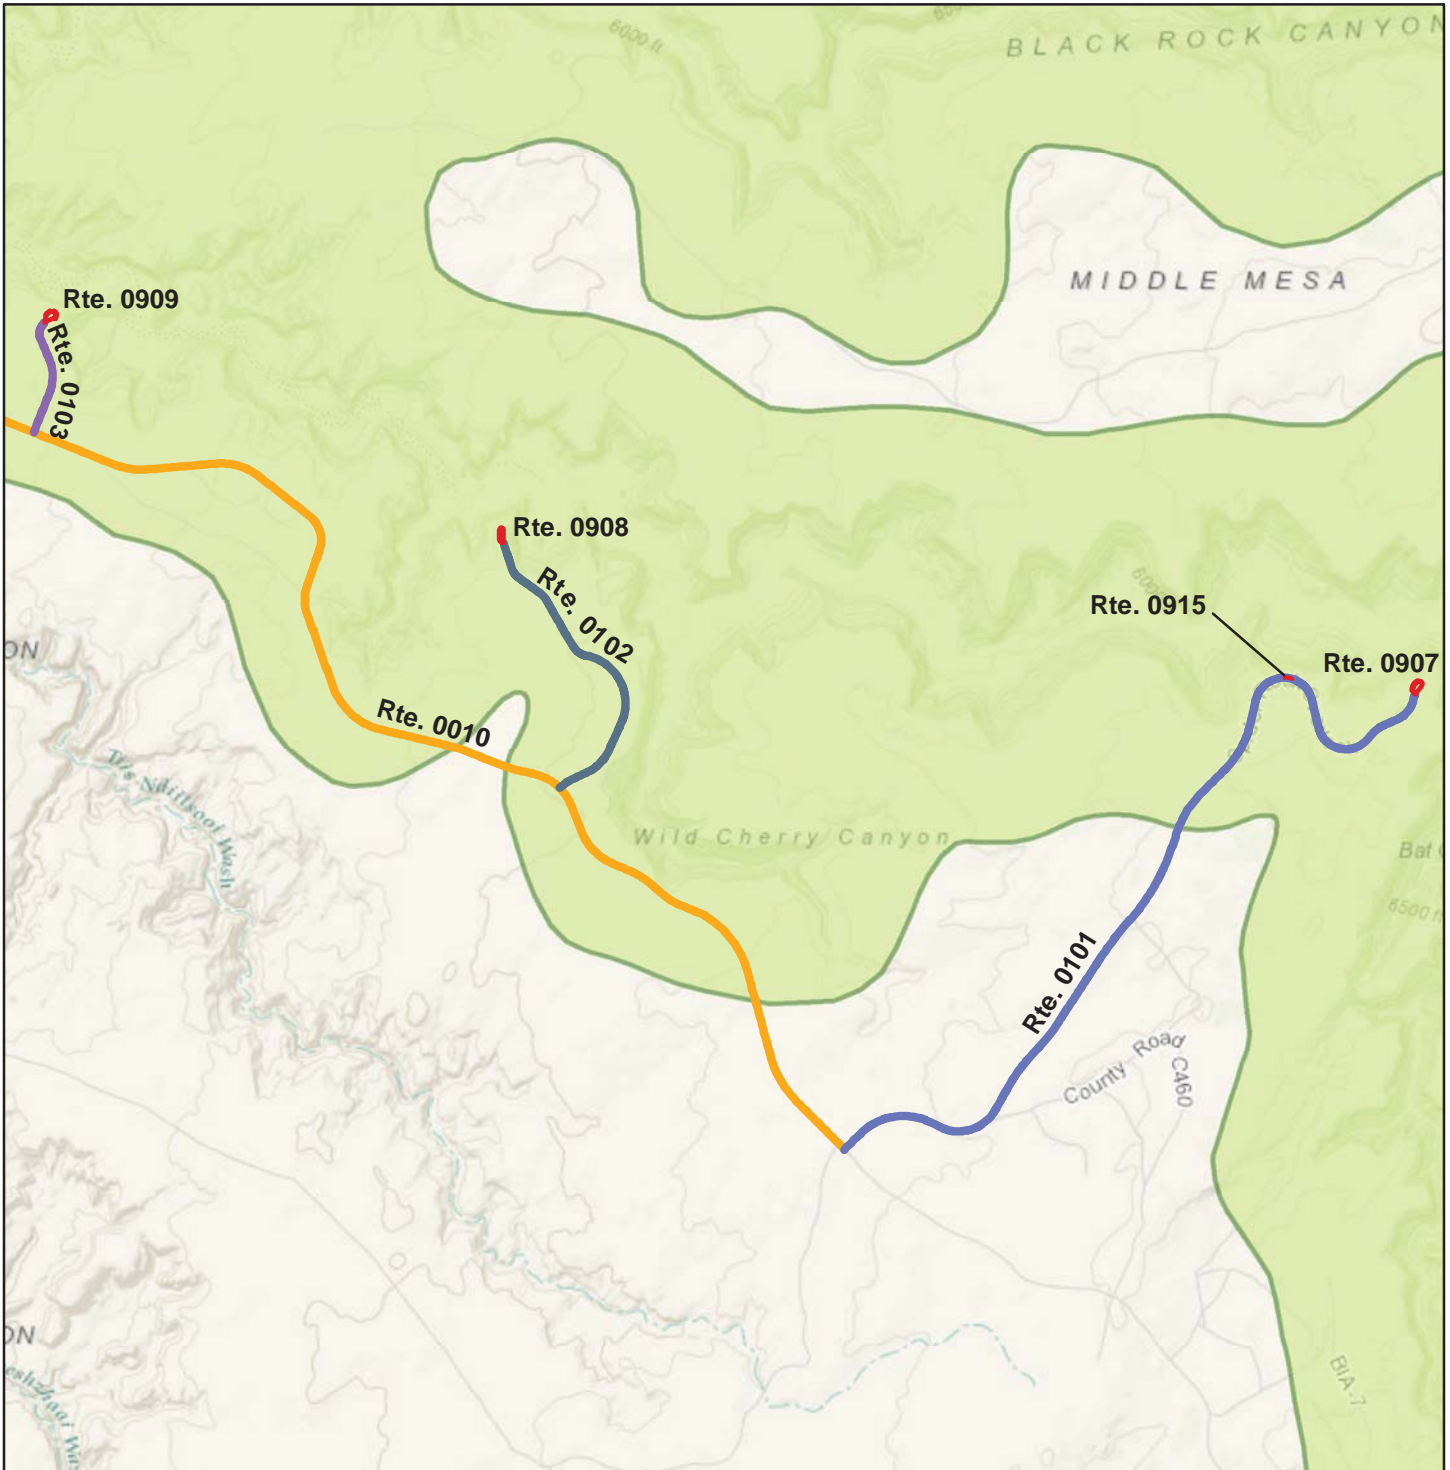 6000 ft
BLACK ROCK CANYON
MIDDLE MESA
Rte. 0909
Rte. 0103
Rte. 0908
Rte. 0102
Rte. 0915
Rte. 0907
ON
Rte. 0010
Wild Cherry Canyon
Bat
6500 ft
Rte. 0101
County Road C460
ON
BIA-7